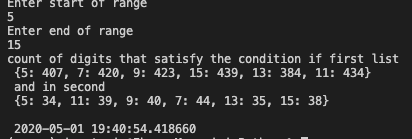 Enter start of range
5
Enter end of range
15
count of digits that satisfy the condition if first list
{5: 407, 7: 420, 9: 423, 15: 439, 13: 384, 11: 434}
and in second
{5: 34, 11: 39, 9: 40, 7: 44, 13: 35, 15: 38}
2020-05-01 19:40:54.418660